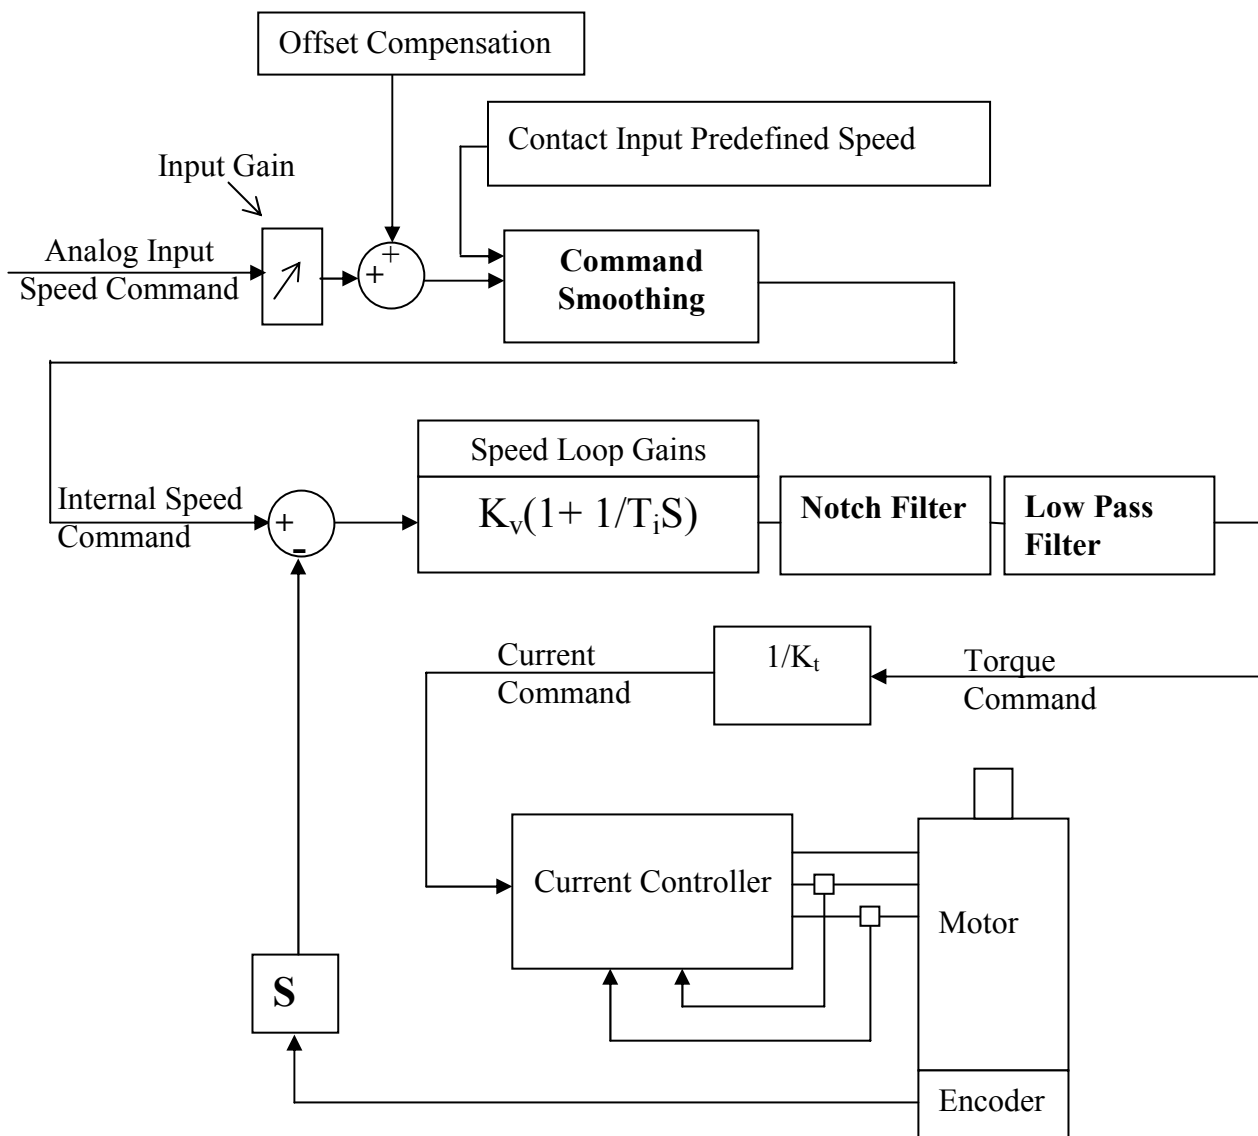 Offset Compensation
Contact Input Predefined Speed
Input Gain
Analog Input
Speed Command
+
+
Command
Smoothing
Speed Loop Gains
Internal Speed
Command
+
-
Kv(1+ 1/TiS)
Notch Filter
Low Pass
Filter
Current
Command
1/Kt
Torque
Command
Current Controller
Motor
S
Encoder